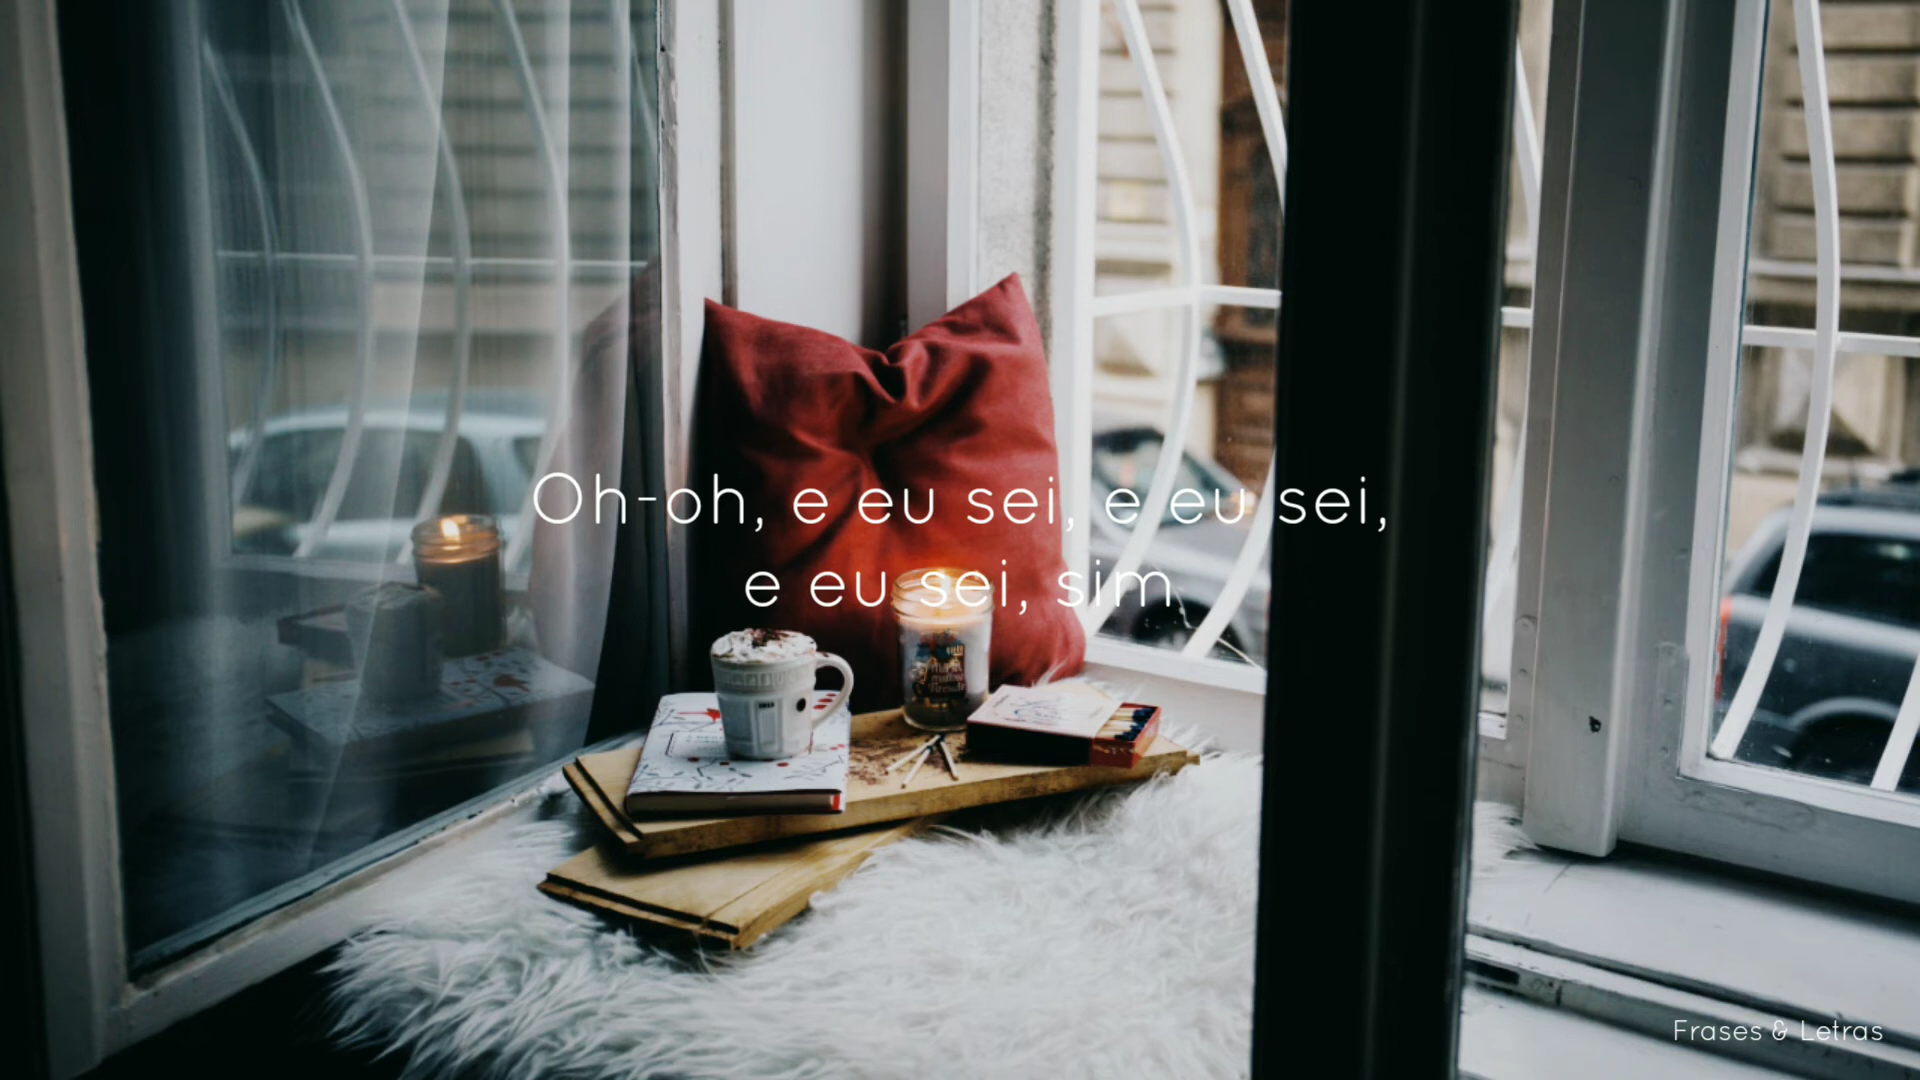 Oh-oh, e eu sei, e eu sei,
e eu sei, sim
Frases & Letras